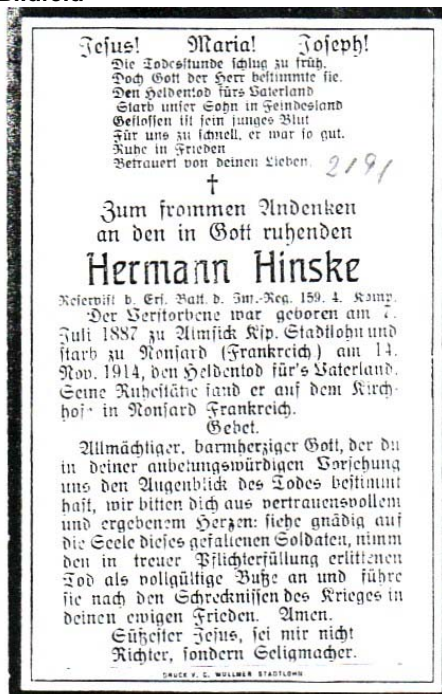 Jesus! Maria! Joseph!
Die Todesstunde schlug zu früh,
Doch Gott der Herr bestimmte sie.
Den Heldentod fürs Vaterland
Starb unser Sohn in Feindesland
Geflossen ist sein junges Blut
Für uns zu schnell, er war so gut.
Ruhe in Frieden
Betrauert von deinen Lieben.
2191
†
Zum frommen Andenken
an den in Gott ruhenden
Hermann Hinske
Reservist b. Ers. Batt. d. Inf.-Reg. 159. 4. Komp.
Der Verstorbene war geboren am 7.
Juli 1887 zu Almsick Ksp. Stadtlohn und
starb zu Nonsard (Frankreich) am 14.
Nov. 1914, den Heldentod für's Vaterland.
Seine Ruhestätte fand er auf dem Kirch-
hofe in Nonsard Frankreich.
Gebet.
Allmächtiger, barmherziger Gott, der du
in deiner anbetungswürdigen Vorsehung
uns den Augenblick des Todes bestimmt
hast, wir bitten dich aus vertrauensvollem
und ergebenem Herzen: siehe gnädig auf
die Seele dieses gefallenen Soldaten, nimm
den in treuer Pflichterfüllung erlittenen
Tod als vollgültige Buße an und führe
sie nach den Schrecknissen des Krieges in
deinen ewigen Frieden. Amen.
Süßester Jesus, sei mir nicht
Richter, sondern Seligmacher.
DRUCK V. C. WÜLLNER STADTLOHN